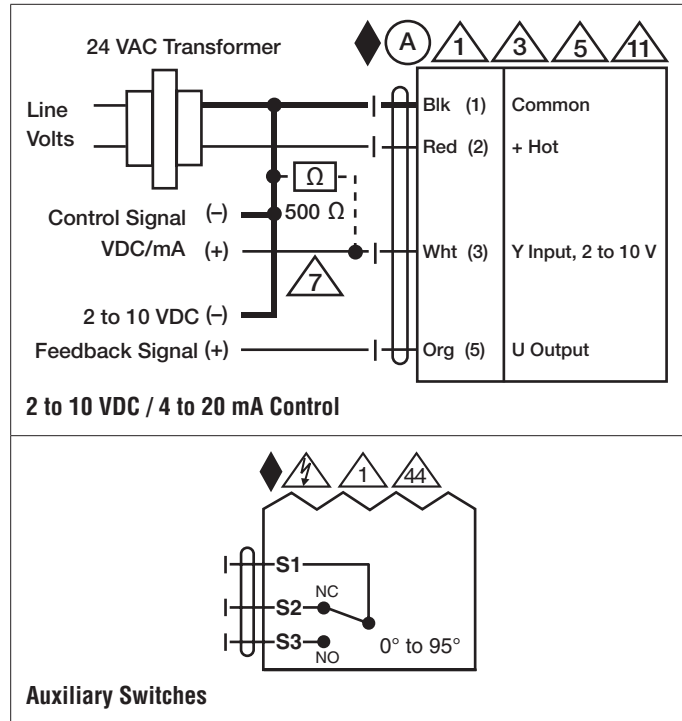 24 VAC Transformer
A 1 3 5 11
Line
Volts
Blk (1) Common
Red (2) + Hot
Ω
Control Signal (–)
500 Ω
VDC/mA (+)
Wht (3) Y Input, 2 to 10 V
7
2 to 10 VDC (–)
Feedback Signal (+)
Org (5) U Output
2 to 10 VDC / 4 to 20 mA Control
1 44
S1
NC
S2
S3
NO
0° to 95°
Auxiliary Switches